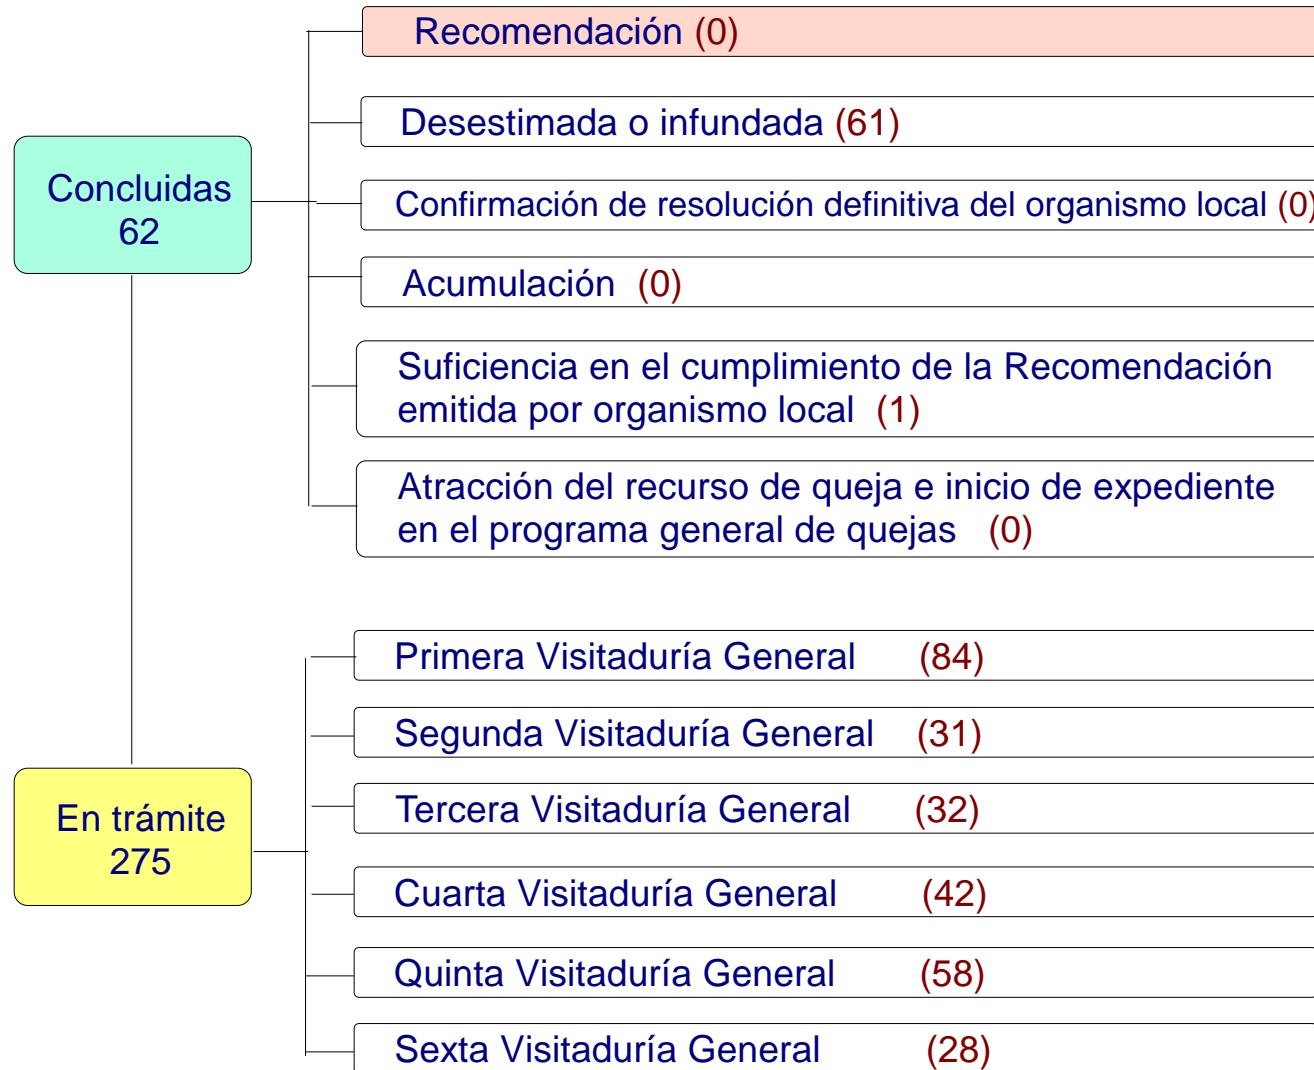 Recomendación (0)
Desestimada o infundada (61)
Concluidas
62
Confirmación de resolución definitiva del organismo local (0)
Acumulación (0)
Suficiencia en el cumplimiento de la Recomendación
emitida por organismo local (1)
Atracción del recurso de queja e inicio de expediente
en el programa general de quejas (0)
Primera Visitaduría General (84)
Segunda Visitaduría General (31)
En trámite
275
Tercera Visitaduría General (32)
Cuarta Visitaduría General (42)
Quinta Visitaduría General (58)
Sexta Visitaduría General (28)